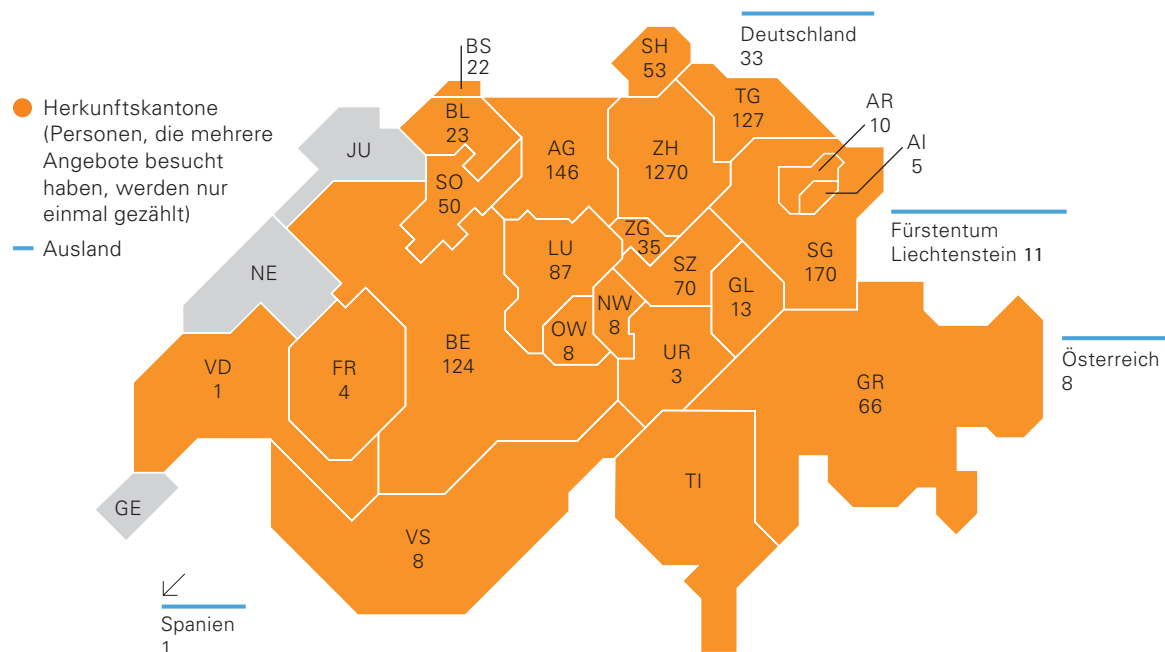 Herkunftskantone
(Personen, die mehrere
Angebote besucht
haben, werden nur
einmal gezählt)
Ausland
BS
22
SH
53
Deutschland
33
TG
127
AR
10
AI
5
BL
23
JU
AG
146
ZH
1270
SO
50
Fürstentum
Liechtenstein 11
ZG
35
LU
87
SZ
70
SG
170
NE
GL
13
NW
8
OW
8
BE
124
UR
3
Österreich
8
VD
1
FR
4
GR
66
TI
GE
VS
8
Spanien
1